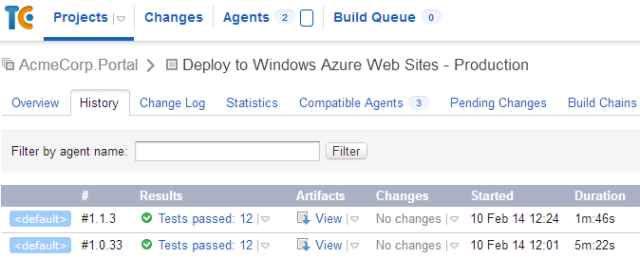 TC Projects Changes Agents 2 Build Queue 0
AcmeCorp.Portal > Deploy to Windows Azure Web Sites - Production
Overview History Change Log Statistics Compatible Agents 3 Pending Changes Build Chains
Filter by agent name: Filter
# Results Artifacts Changes Started Duration
<default> #1.1.3 Tests passed: 12 View No changes 10 Feb 14 12:24 1m:46s
<default> #1.0.33 Tests passed: 12 View No changes 10 Feb 14 12:01 5m:22s